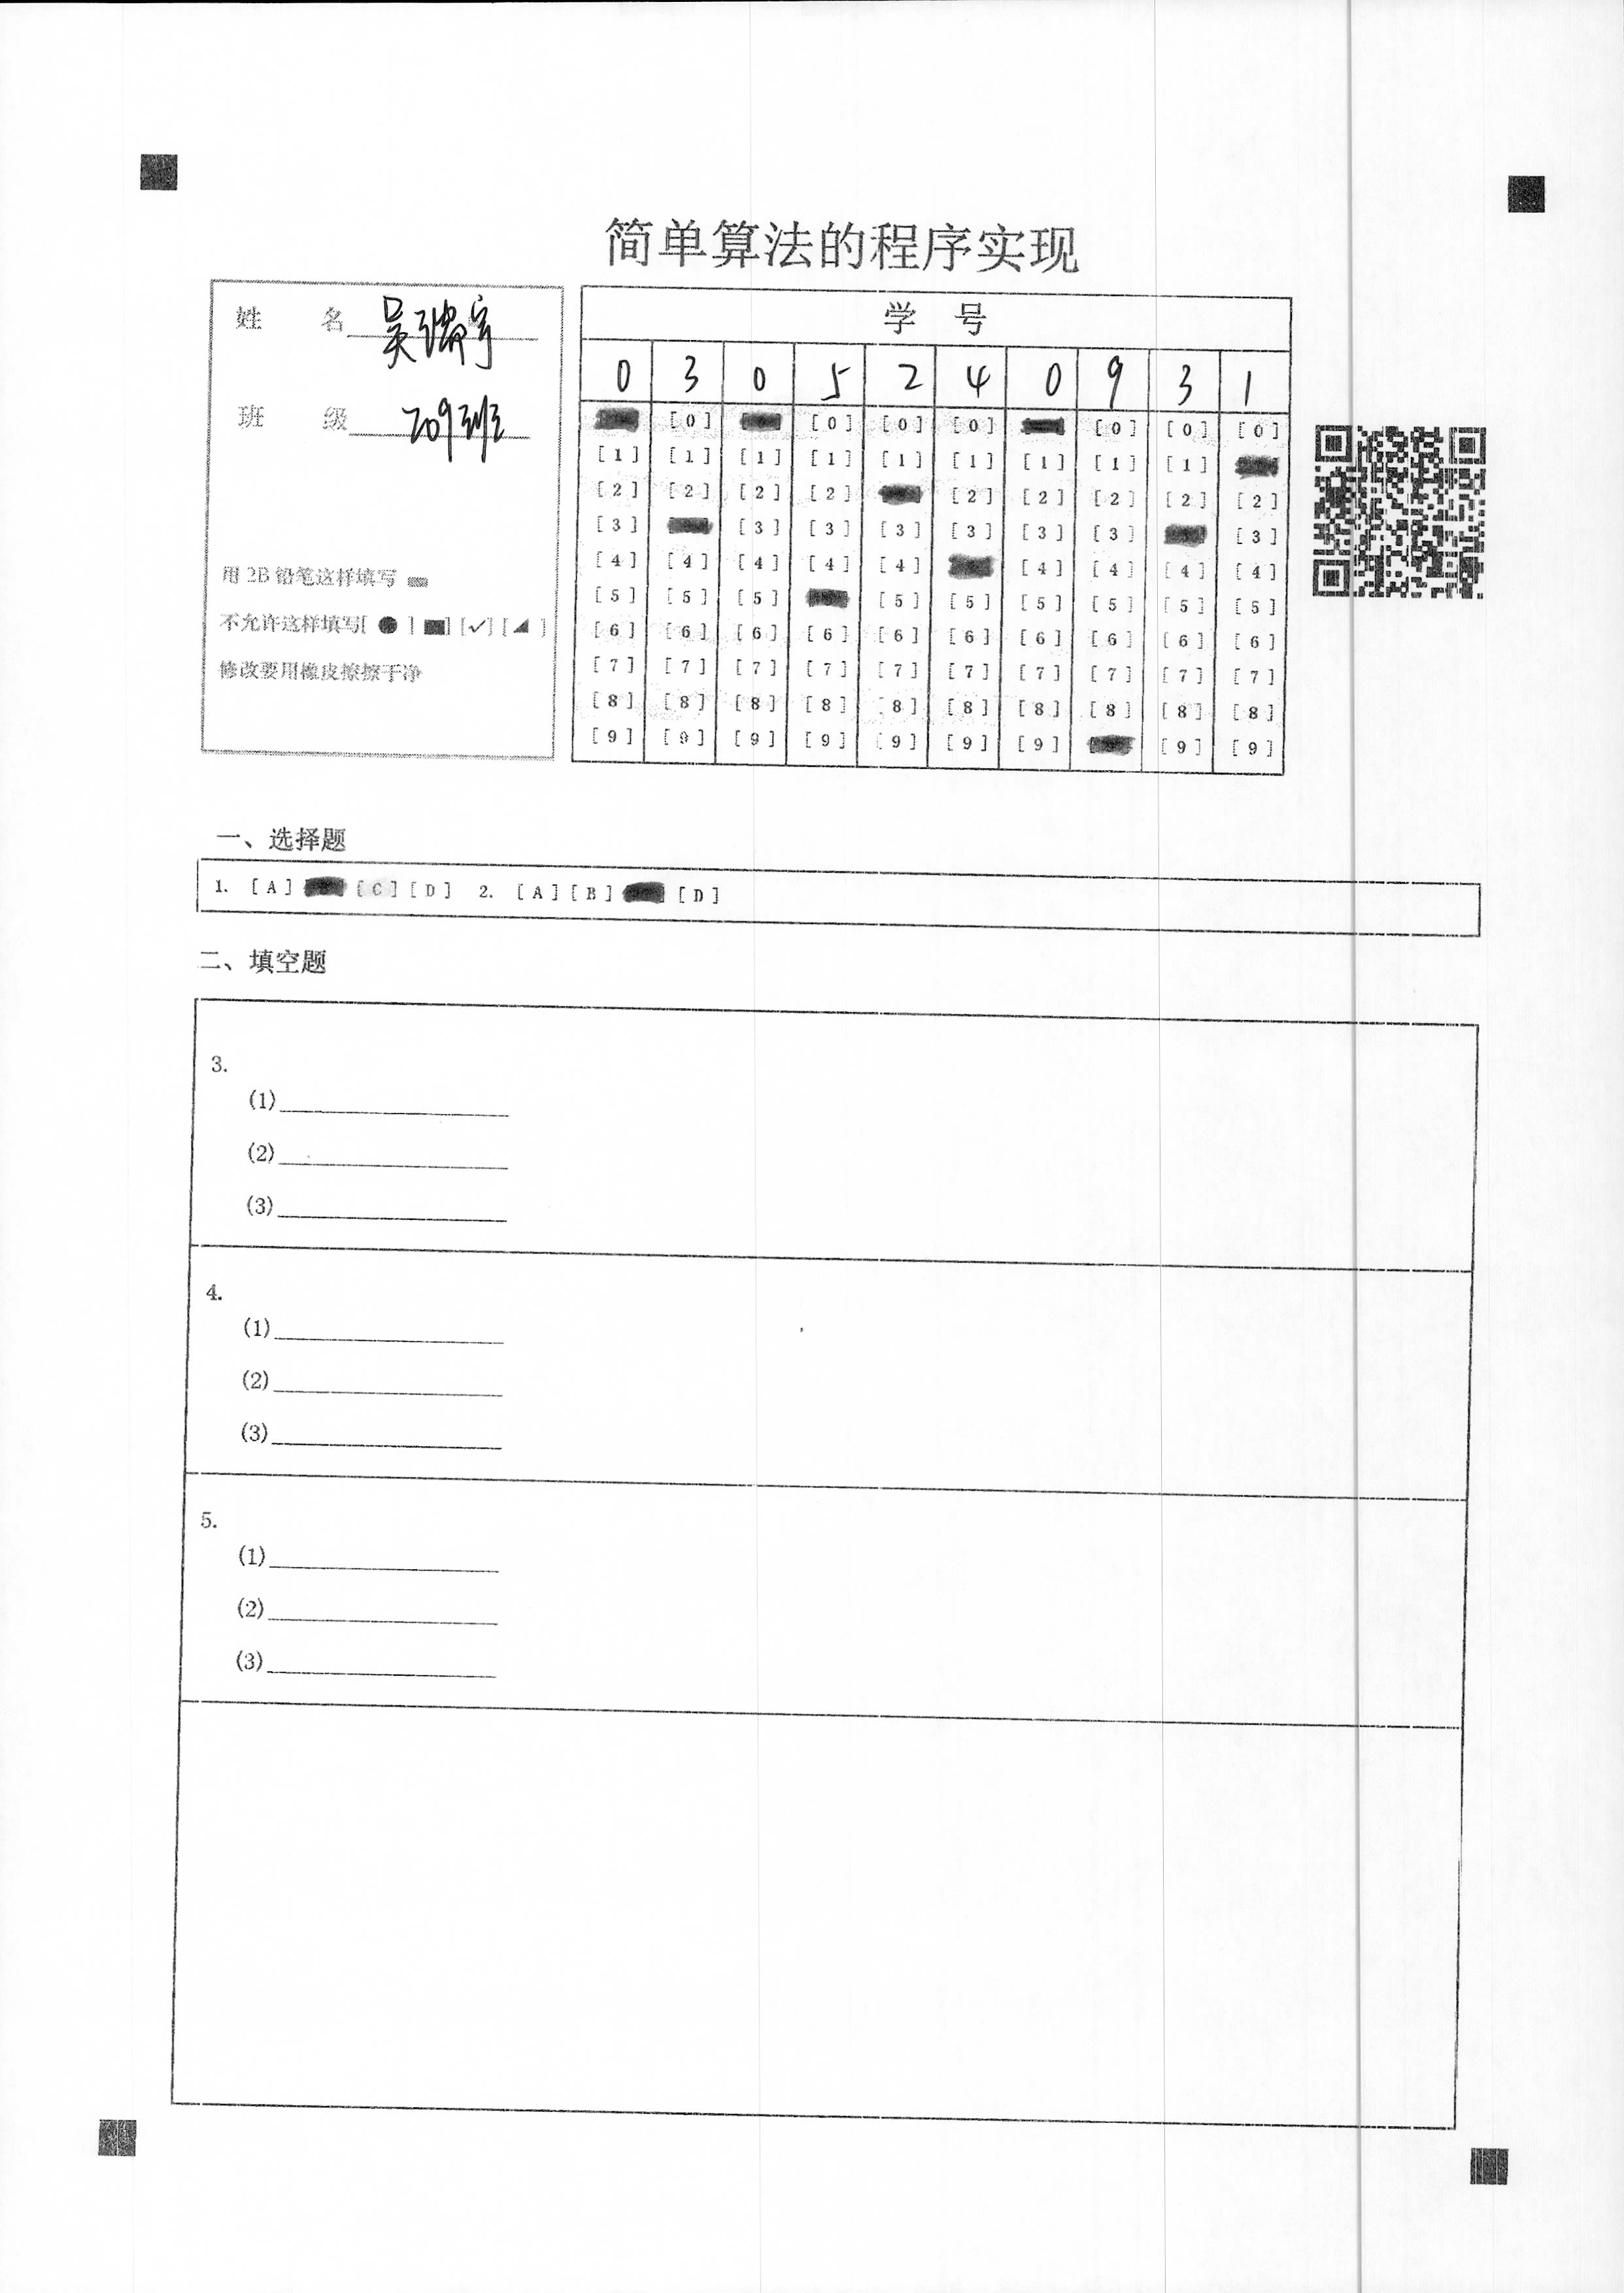 简单算法的程序实现
姓 名 吴瑞宇
班 级 209班
用 2B 铅笔这样填写
不允许这样填写[ ● ] ■] [✓] [◢ ]
修改要用橡皮擦擦干净
学 号
0 3 0 5 2 4 0 9 3 1
[0] [0] [0] [0] [0] [0] [0]
[1] [1] [1] [1] [1] [1] [1] [1] [1]
[2] [2] [2] [2] [2] [2] [2] [2] [2]
[3] [3] [3] [3] [3] [3] [3] [3]
[4] [4] [4] [4] [4] [4] [4] [4] [4]
[5] [5] [5] [5] [5] [5] [5] [5] [5]
[6] [6] [6] [6] [6] [6] [6] [6] [6] [6]
[7] [7] [7] [7] [7] [7] [7] [7] [7] [7]
[8] [8] [8] [8] [8] [8] [8] [8] [8] [8]
[9] [9] [9] [9] [9] [9] [9] [9] [9]
一、选择题
1. [A] [C] [D] 2. [A] [B] [D]
二、填空题
3.
(1)
(2)
(3)
4.
(1)
(2)
(3)
5.
(1)
(2)
(3)